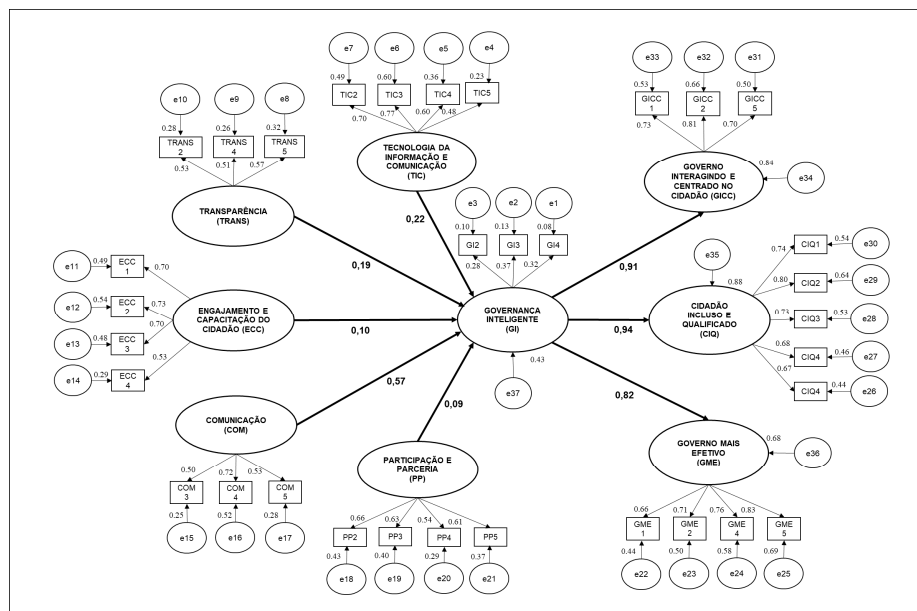 e7
e6
e5
e4
0.49
0.60
0.36
0.23
TIC2
TIC3
TIC4
TIC5
0.70
0.77
0.60
0.48
TECNOLOGIA DA
INFORMAÇÃO E
COMUNICAÇÃO
(TIC)
0,22
e10
e9
e8
0.28
0.26
0.32
TRANS
2
TRANS
4
TRANS
5
0.53
0.51
0.57
TRANSPARÊNCIA
(TRANS)
0,19
e33
e32
e31
0.53
0.66
0.50
GICC
1
GICC
2
GICC
5
0.73
0.81
0.70
GOVERNO
INTERAGINDO E
CENTRADO NO
CIDADÃO (GICC)
0.84
e34
0,91
e3
e2
e1
0.10
0.13
0.08
GI2
GI3
GI4
0.28
0.37
0.32
GOVERNANÇA
INTELIGENTE
(GI)
0.43
e37
e11
0.49
ECC
1
0.70
e12
0.54
ECC
2
0.73
e13
0.48
ECC
3
0.70
e14
0.29
ECC
4
0.53
ENGAJAMENTO E
CAPACITAÇÃO DO
CIDADÃO (ECC)
0,10
e35
0.88
CIDADÃO
INCLUSO E
QUALIFICADO
(CIQ)
0,94
0.74
CIQ1
0.54
e30
0.80
CIQ2
0.64
e29
0.73
CIQ3
0.53
e28
0.68
CIQ4
0.46
e27
0.67
CIQ4
0.44
e26
COMUNICAÇÃO
(COM)
0,57
0.50
0.72
0.53
COM
3
COM
4
COM
5
0.25
0.52
0.28
e15
e16
e17
0,09
PARTICIPAÇÃO E
PARCERIA
(PP)
0.66
0.63
0.54
0.61
PP2
PP3
PP4
PP5
0.43
0.40
0.29
0.37
e18
e19
e20
e21
0,82
GOVERNO MAIS
EFETIVO
(GME)
0.68
e36
0.66
0.71
0.76
0.83
GME
1
GME
2
GME
4
GME
5
0.44
0.50
0.58
0.69
e22
e23
e24
e25